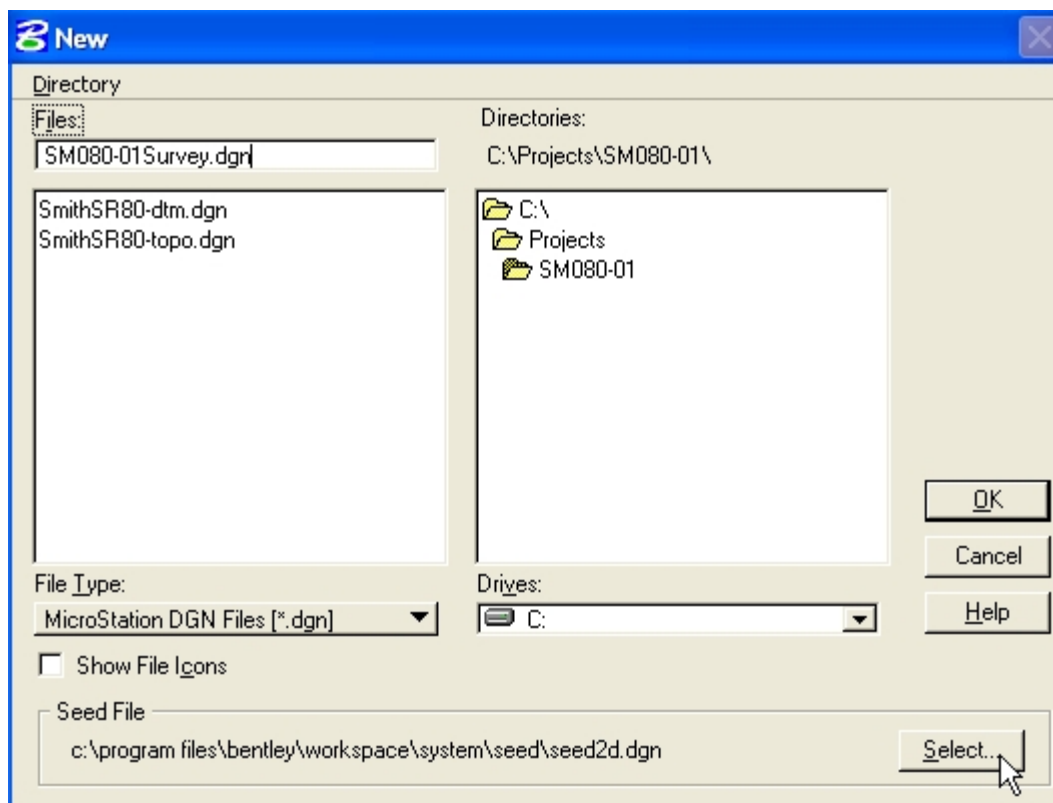 New
Directory
Files:
SM080-01Survey.dgn
SmithSR80-dtm.dgn
SmithSR80-topo.dgn
Directories:
C:\Projects\SM080-01\
C:\
Projects
SM080-01
OK
Cancel
Help
File Type:
MicroStation DGN Files [*.dgn]
Drives:
C:
Show File Icons
Seed File
c:\program files\bentley\workspace\system\seed\seed2d.dgn
Select...